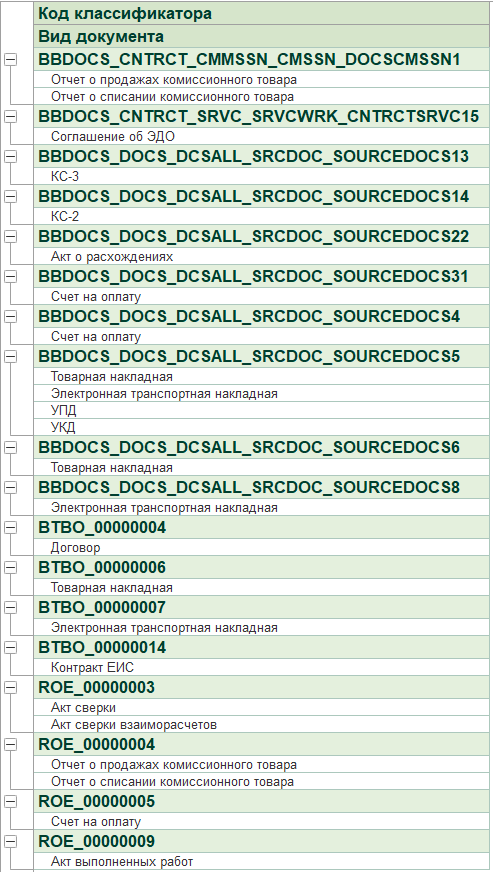 Код классификатора
Вид документа
BBDOCS_CNTRCT_CMMSSN_CMSSN_DOCSCMSSN1
Отчет о продажах комиссионного товара
Отчет о списании комиссионного товара
BBDOCS_CNTRCT_SRVC_SRVCWRK_CNTRCTSRVC15
Соглашение об ЭДО
BBDOCS_DOCS_DCSALL_SRCDOC_SOURCEDOCS13
КС-3
BBDOCS_DOCS_DCSALL_SRCDOC_SOURCEDOCS14
КС-2
BBDOCS_DOCS_DCSALL_SRCDOC_SOURCEDOCS22
Акт о расхождениях
BBDOCS_DOCS_DCSALL_SRCDOC_SOURCEDOCS31
Счет на оплату
BBDOCS_DOCS_DCSALL_SRCDOC_SOURCEDOCS4
Счет на оплату
BBDOCS_DOCS_DCSALL_SRCDOC_SOURCEDOCS5
Товарная накладная
Электронная транспортная накладная
УПД
УКД
BBDOCS_DOCS_DCSALL_SRCDOC_SOURCEDOCS6
Товарная накладная
BBDOCS_DOCS_DCSALL_SRCDOC_SOURCEDOCS8
Электронная транспортная накладная
BTBO_00000004
Договор
BTBO_00000006
Товарная накладная
BTBO_00000007
Электронная транспортная накладная
BTBO_00000014
Контракт ЕИС
ROE_00000003
Акт сверки
Акт сверки взаиморасчетов
ROE_00000004
Отчет о продажах комиссионного товара
Отчет о списании комиссионного товара
ROE_00000005
Счет на оплату
ROE_00000009
Акт выполненных работ